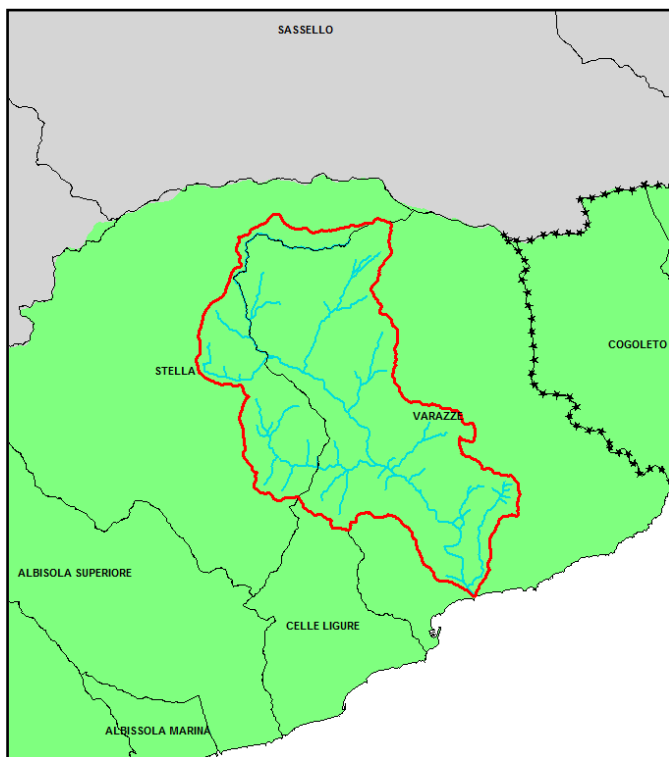 SASSELLO
COGOLETO
STELLA
VARAZZE
ALBISOLA SUPERIORE
CELLE LIGURE
ALBISSOLA MARINA